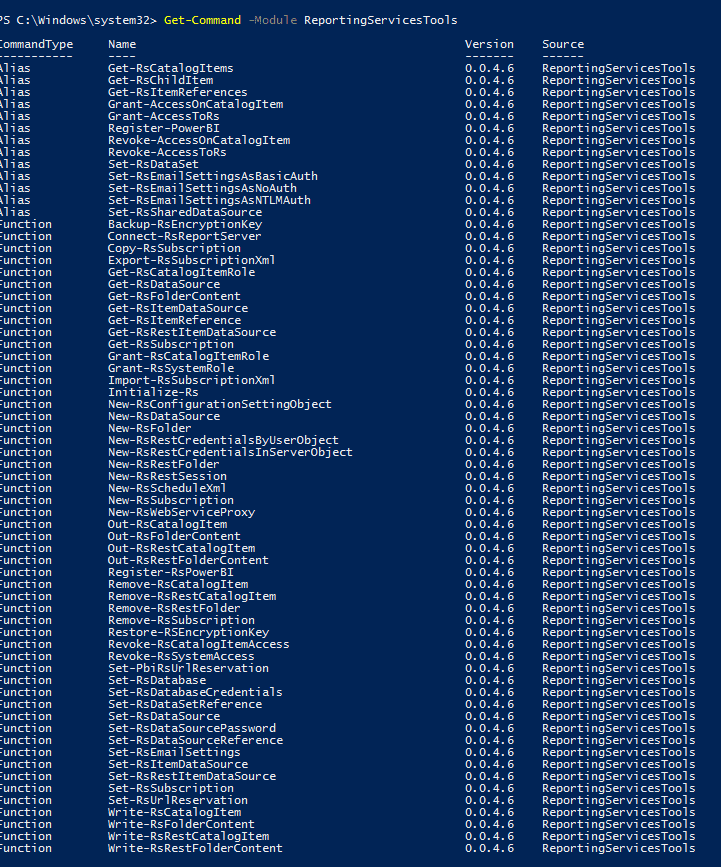 PS C:\Windows\system32> Get-Command -Module ReportingServicesTools
CommandType Name Version Source
----------- ---- ------- ------
Alias Get-RsCatalogItems 0.0.4.6 ReportingServicesTools
Alias Get-RsChildItem 0.0.4.6 ReportingServicesTools
Alias Get-RsItemReferences 0.0.4.6 ReportingServicesTools
Alias Grant-AccessOnCatalogItem 0.0.4.6 ReportingServicesTools
Alias Grant-AccessToRs 0.0.4.6 ReportingServicesTools
Alias Register-PowerBI 0.0.4.6 ReportingServicesTools
Alias Revoke-AccessOnCatalogItem 0.0.4.6 ReportingServicesTools
Alias Revoke-AccessToRs 0.0.4.6 ReportingServicesTools
Alias Set-RsDataSet 0.0.4.6 ReportingServicesTools
Alias Set-RsEmailSettingsAsBasicAuth 0.0.4.6 ReportingServicesTools
Alias Set-RsEmailSettingsAsNoAuth 0.0.4.6 ReportingServicesTools
Alias Set-RsEmailSettingsAsNTLMAuth 0.0.4.6 ReportingServicesTools
Alias Set-RsSharedDataSource 0.0.4.6 ReportingServicesTools
Function Backup-RsEncryptionKey 0.0.4.6 ReportingServicesTools
Function Connect-RsReportServer 0.0.4.6 ReportingServicesTools
Function Copy-RsSubscription 0.0.4.6 ReportingServicesTools
Function Export-RsSubscriptionXml 0.0.4.6 ReportingServicesTools
Function Get-RsCatalogItemRole 0.0.4.6 ReportingServicesTools
Function Get-RsDataSource 0.0.4.6 ReportingServicesTools
Function Get-RsFolderContent 0.0.4.6 ReportingServicesTools
Function Get-RsItemDataSource 0.0.4.6 ReportingServicesTools
Function Get-RsItemReference 0.0.4.6 ReportingServicesTools
Function Get-RsRestItemDataSource 0.0.4.6 ReportingServicesTools
Function Get-RsSubscription 0.0.4.6 ReportingServicesTools
Function Grant-RsCatalogItemRole 0.0.4.6 ReportingServicesTools
Function Grant-RsSystemRole 0.0.4.6 ReportingServicesTools
Function Import-RsSubscriptionXml 0.0.4.6 ReportingServicesTools
Function Initialize-Rs 0.0.4.6 ReportingServicesTools
Function New-RsConfigurationSettingObject 0.0.4.6 ReportingServicesTools
Function New-RsDataSource 0.0.4.6 ReportingServicesTools
Function New-RsFolder 0.0.4.6 ReportingServicesTools
Function New-RsRestCredentialsByUserObject 0.0.4.6 ReportingServicesTools
Function New-RsRestCredentialsInServerObject 0.0.4.6 ReportingServicesTools
Function New-RsRestFolder 0.0.4.6 ReportingServicesTools
Function New-RsRestSession 0.0.4.6 ReportingServicesTools
Function New-RsScheduleXml 0.0.4.6 ReportingServicesTools
Function New-RsSubscription 0.0.4.6 ReportingServicesTools
Function New-RsWebServiceProxy 0.0.4.6 ReportingServicesTools
Function Out-RsCatalogItem 0.0.4.6 ReportingServicesTools
Function Out-RsFolderContent 0.0.4.6 ReportingServicesTools
Function Out-RsRestCatalogItem 0.0.4.6 ReportingServicesTools
Function Out-RsRestFolderContent 0.0.4.6 ReportingServicesTools
Function Register-RsPowerBI 0.0.4.6 ReportingServicesTools
Function Remove-RsCatalogItem 0.0.4.6 ReportingServicesTools
Function Remove-RsRestCatalogItem 0.0.4.6 ReportingServicesTools
Function Remove-RsRestFolder 0.0.4.6 ReportingServicesTools
Function Remove-RsSubscription 0.0.4.6 ReportingServicesTools
Function Restore-RSEncryptionKey 0.0.4.6 ReportingServicesTools
Function Revoke-RsCatalogItemAccess 0.0.4.6 ReportingServicesTools
Function Revoke-RsSystemAccess 0.0.4.6 ReportingServicesTools
Function Set-PbiRsUrlReservation 0.0.4.6 ReportingServicesTools
Function Set-RsDatabase 0.0.4.6 ReportingServicesTools
Function Set-RsDatabaseCredentials 0.0.4.6 ReportingServicesTools
Function Set-RsDataSetReference 0.0.4.6 ReportingServicesTools
Function Set-RsDataSource 0.0.4.6 ReportingServicesTools
Function Set-RsDataSourcePassword 0.0.4.6 ReportingServicesTools
Function Set-RsDataSourceReference 0.0.4.6 ReportingServicesTools
Function Set-RsEmailSettings 0.0.4.6 ReportingServicesTools
Function Set-RsItemDataSource 0.0.4.6 ReportingServicesTools
Function Set-RsRestItemDataSource 0.0.4.6 ReportingServicesTools
Function Set-RsSubscription 0.0.4.6 ReportingServicesTools
Function Set-RsUrlReservation 0.0.4.6 ReportingServicesTools
Function Write-RsCatalogItem 0.0.4.6 ReportingServicesTools
Function Write-RsFolderContent 0.0.4.6 ReportingServicesTools
Function Write-RsRestCatalogItem 0.0.4.6 ReportingServicesTools
Function Write-RsRestFolderContent 0.0.4.6 ReportingServicesTools